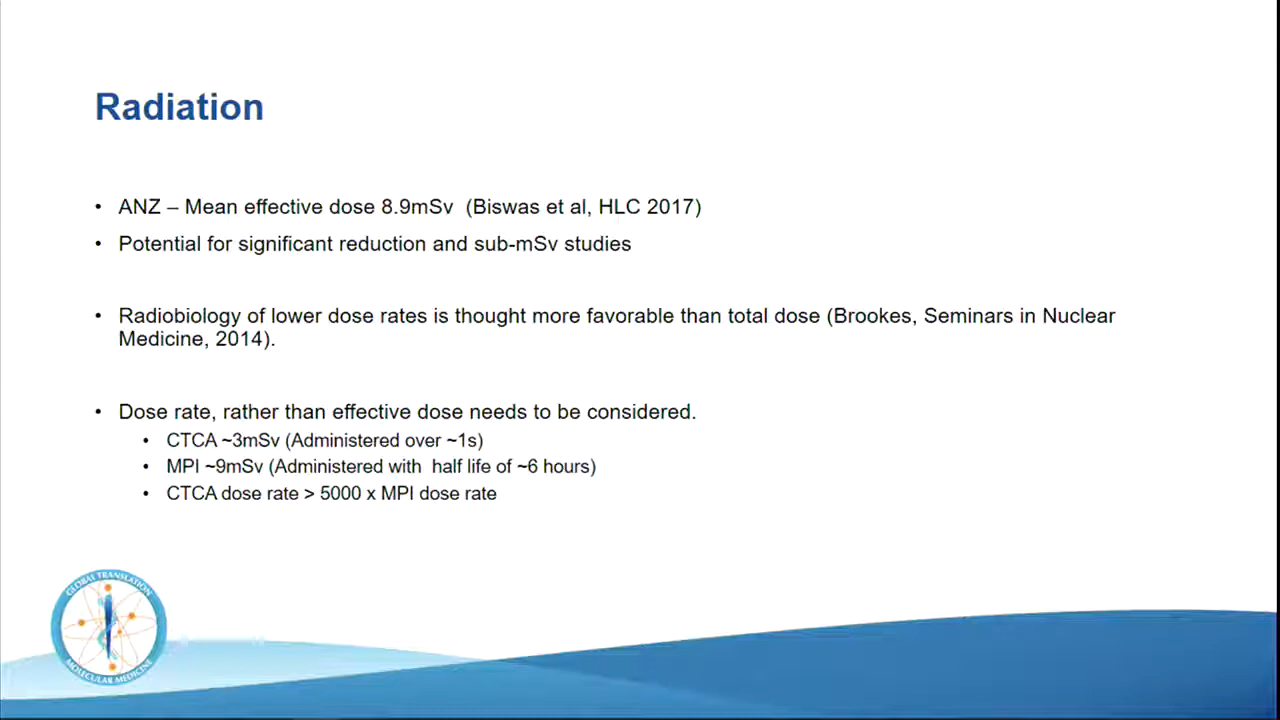 Radiation
• ANZ – Mean effective dose 8.9mSv  (Biswas et al, HLC 2017)
• Potential for significant reduction and sub-mSv studies
• Radiobiology of lower dose rates is thought more favorable than total dose (Brookes, Seminars in Nuclear
Medicine, 2014).
• Dose rate, rather than effective dose needs to be considered.
• CTCA ~3mSv (Administered over ~1s)
• MPI ~9mSv (Administered with  half life of ~6 hours)
• CTCA dose rate > 5000 x MPI dose rate
GLOBAL TRANSLATION
MOLECULAR MEDICINE